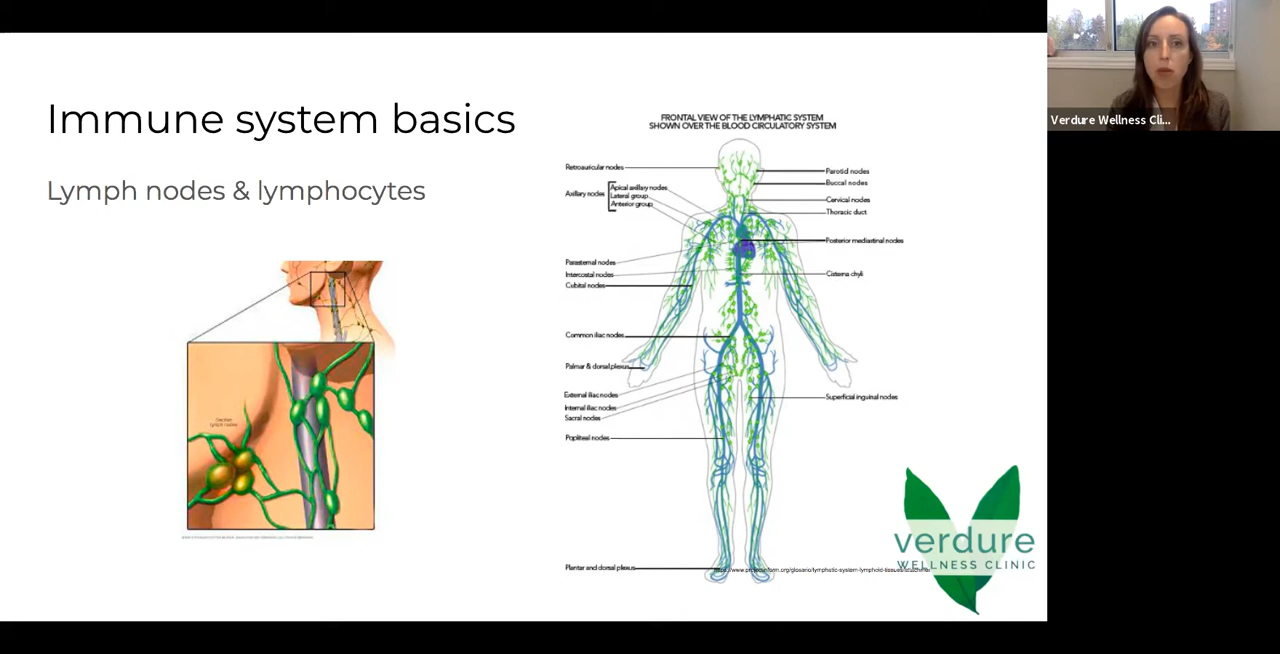 Immune system basics
Lymph nodes & lymphocytes
FRONTAL VIEW OF THE LYMPHATIC SYSTEM
SHOWN OVER THE BLOOD CIRCULATORY SYSTEM
Retroauricular nodes
Axillary nodes
Apical axillary nodes
Lateral group
Anterior group
Parasternal nodes
Intercostal nodes
Cubital nodes
Common iliac nodes
Palmar & dorsal plexus
External iliac nodes
Internal iliac nodes
Sacral nodes
Popliteal nodes
Plantar and dorsal plexus
Parotid nodes
Buccal nodes
Cervical nodes
Thoracic duct
Posterior mediastinal nodes
Cisterna chyli
Superficial inguinal nodes
verdure
WELLNESS CLINIC
Verdure Wellness Cli...